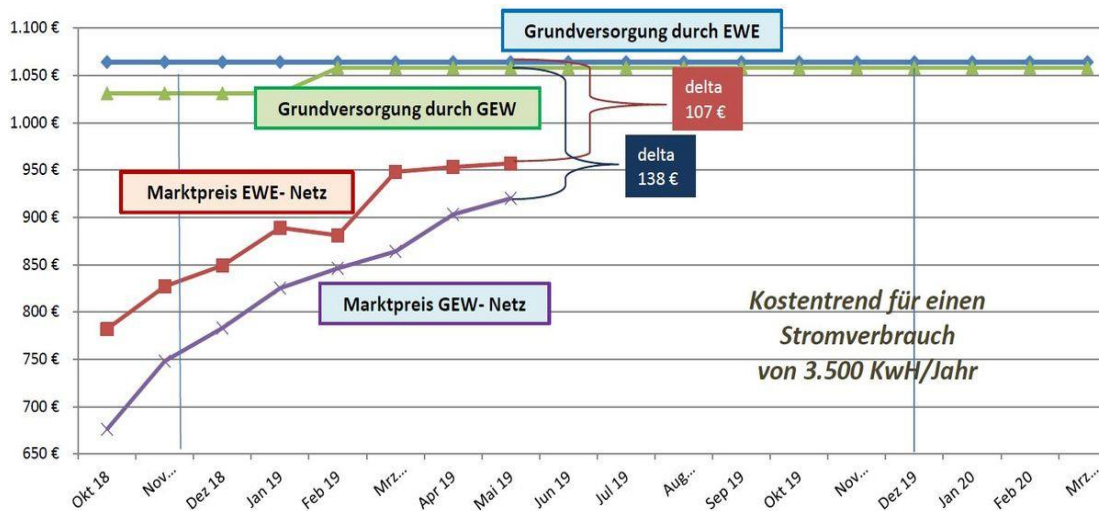 1.100 €
1.050 €
1.000 €
950 €
900 €
850 €
800 €
750 €
700 €
650 €
Grundversorgung durch EWE
Grundversorgung durch GEW
delta
107 €
delta
138 €
Marktpreis EWE- Netz
Marktpreis GEW- Netz
Kostentrend für einen
Stromverbrauch
von 3.500 KwH/Jahr
Okt 18
Nov...
Dez 18
Jan 19
Feb 19
Mrz...
Apr 19
Mai 19
Jun 19
Jul 19
Aug...
Sep 19
Okt 19
Nov...
Dez 19
Jan 20
Feb 20
Mrz...